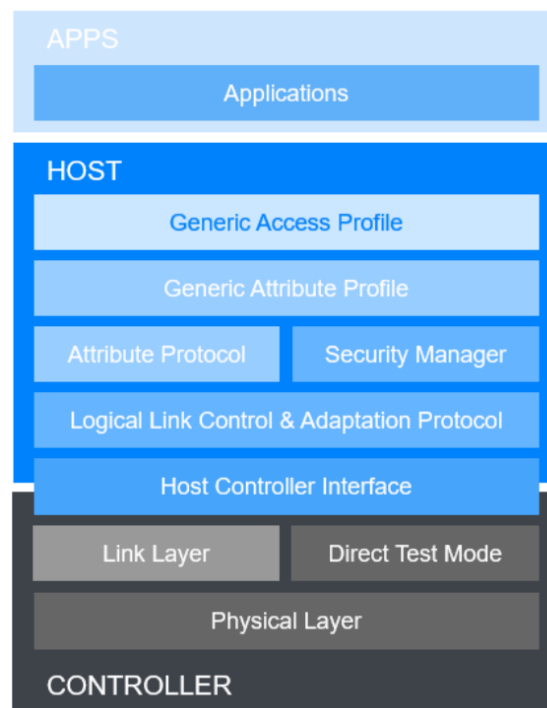 APPS
Applications
HOST
Generic Access Profile
Generic Attribute Profile
Attribute Protocol
Security Manager
Logical Link Control & Adaptation Protocol
Host Controller Interface
Link Layer
Direct Test Mode
Physical Layer
CONTROLLER